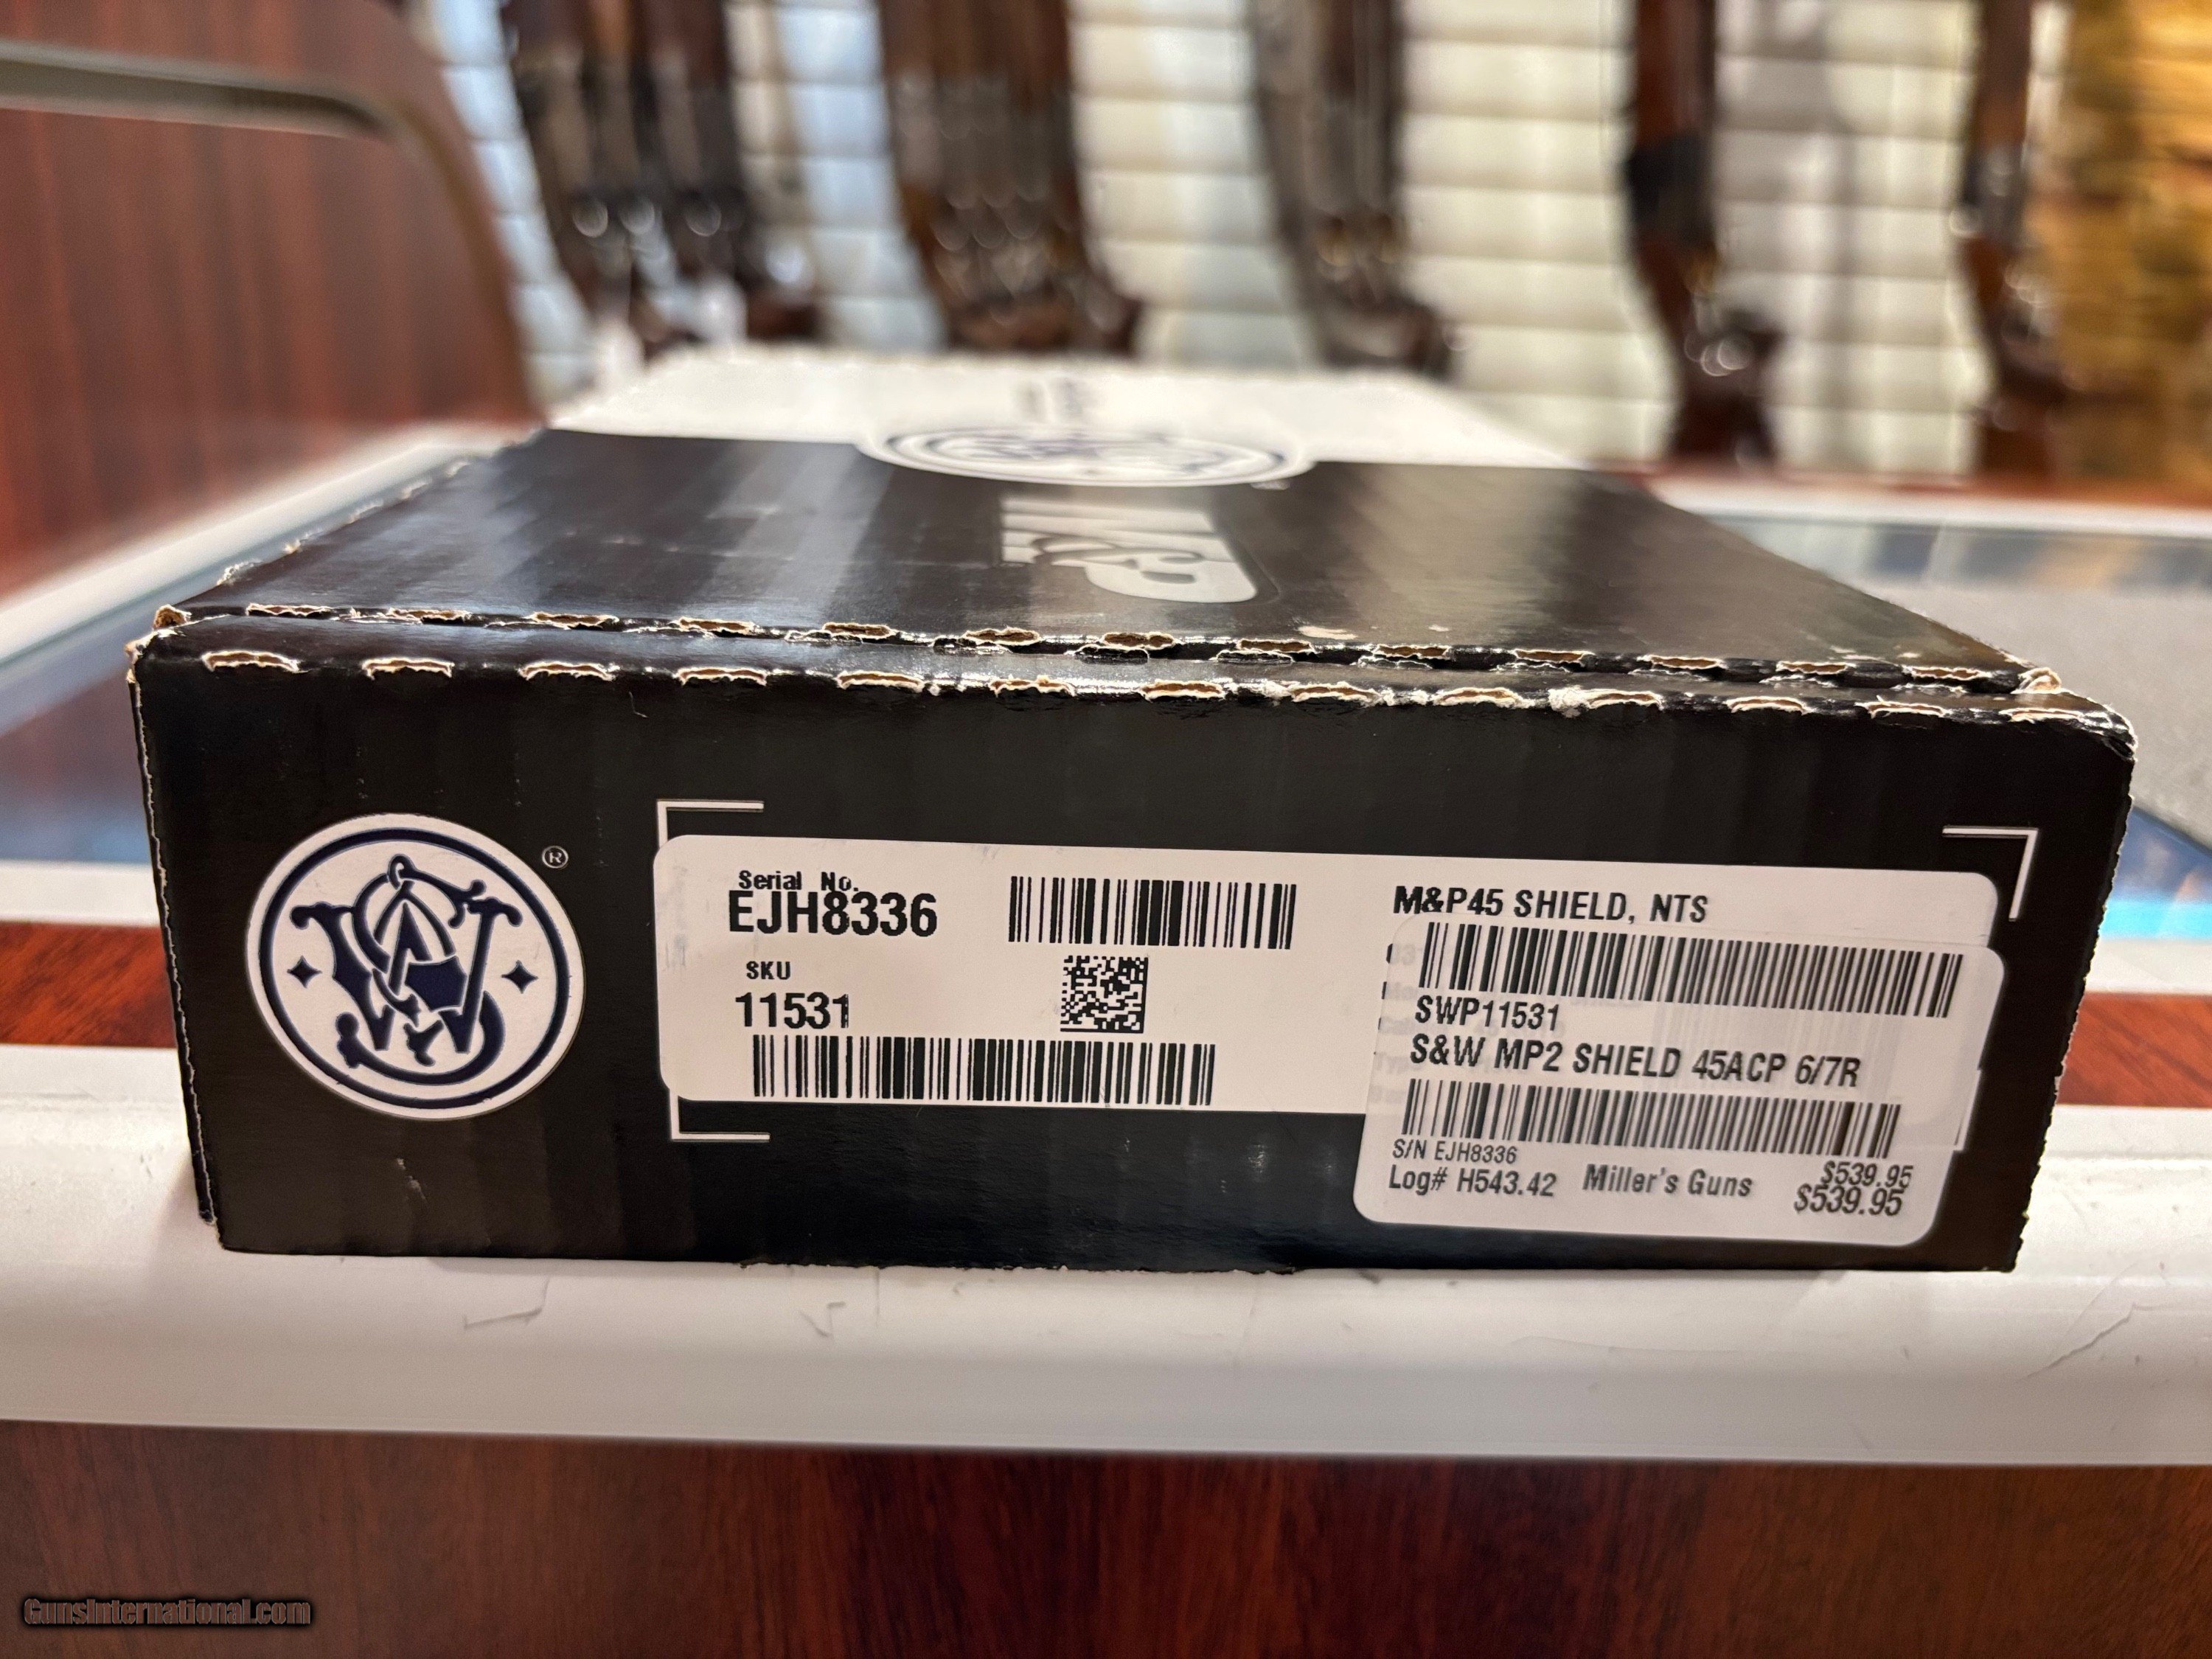 M&P
®
Serial No.
EJH8336
SKU
11531
M&P45 SHIELD, NTS
SWP11531
S&W MP2 SHIELD 45ACP 6/7R
S/N EJH8336
$539.95
Log# H543.42 Miller's Guns $539.95
GunsInternational.com